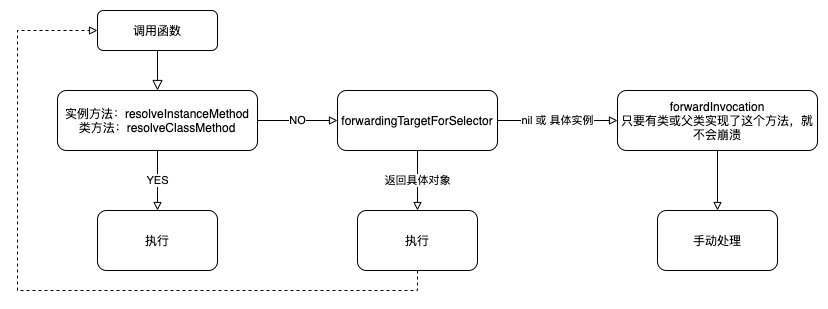 调用函数
实例方法：resolveInstanceMethod
类方法：resolveClassMethod
NO
forwardingTargetForSelector
nil 或 具体实例
forwardInvocation
只要有类或父类实现了这个方法，就
不会崩溃
YES
返回具体对象
执行
执行
手动处理